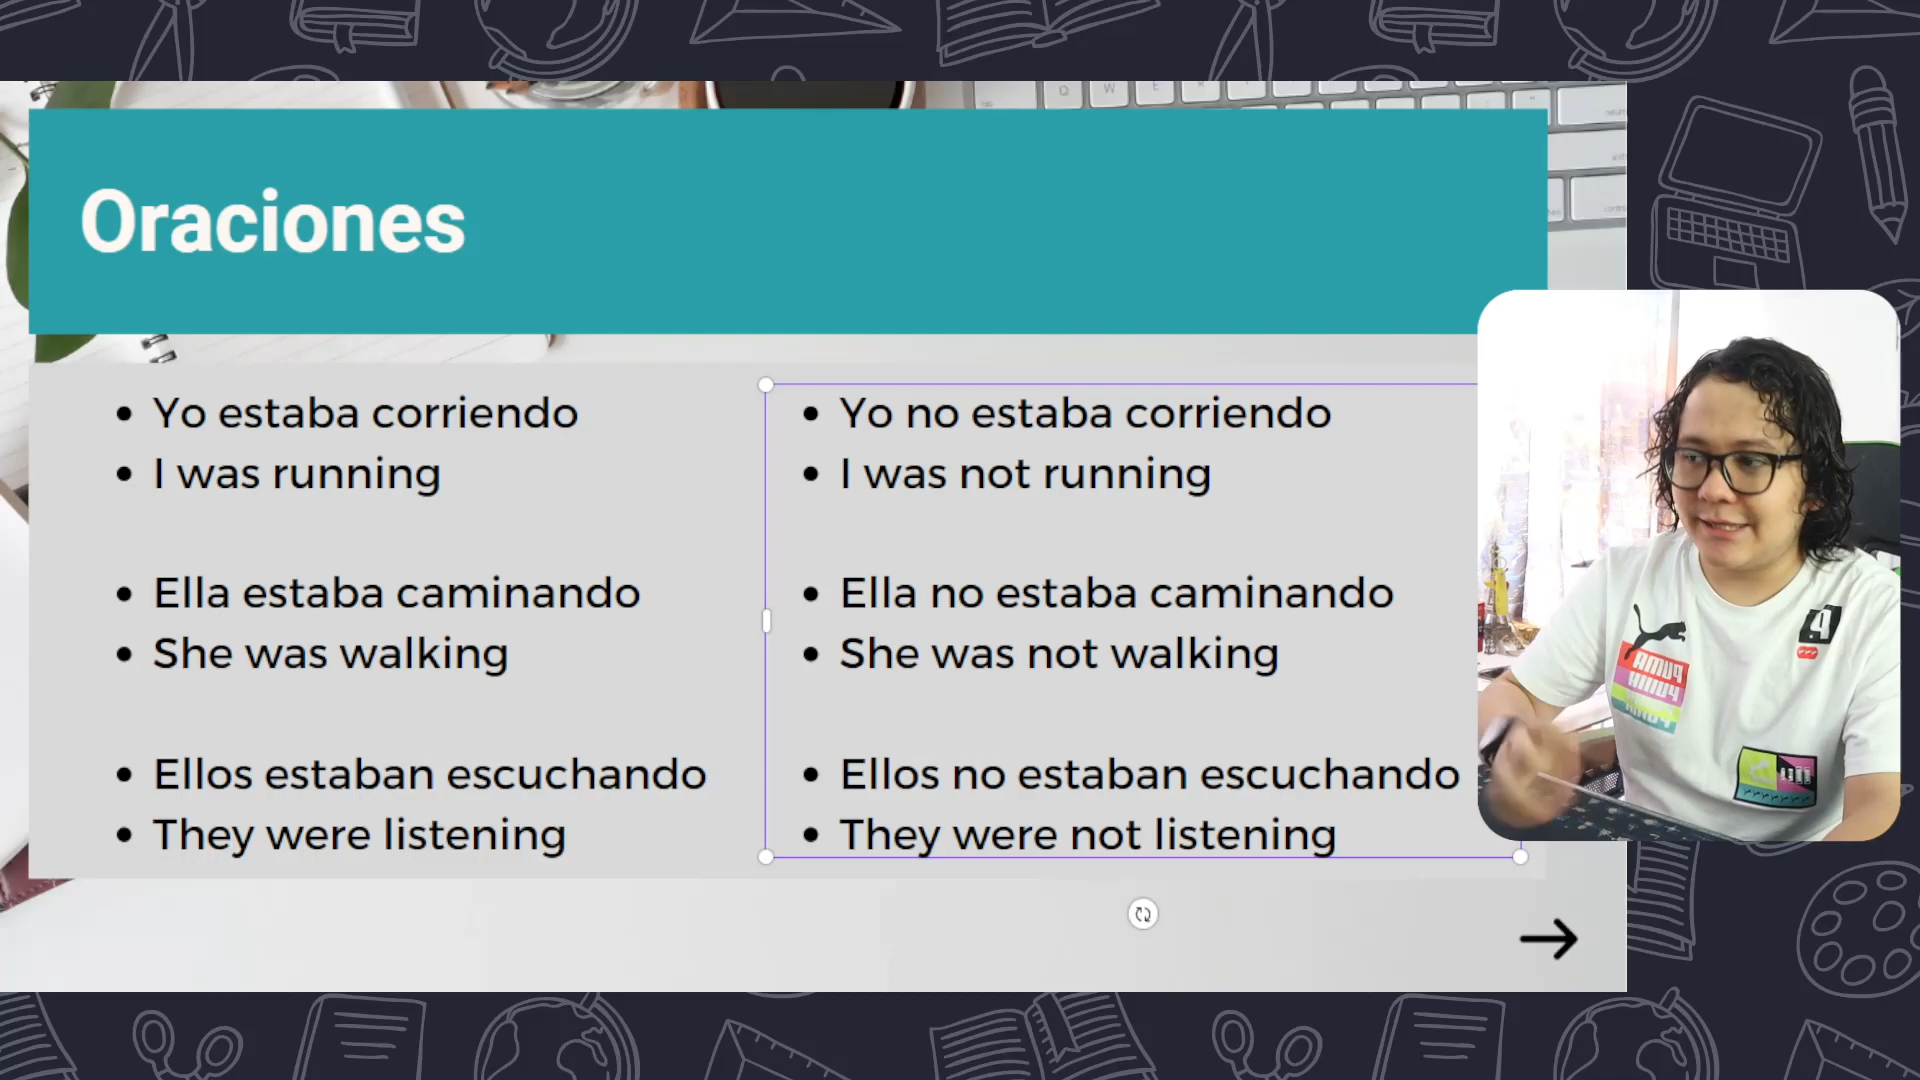 Oraciones
Yo estaba corriendo
I was running
Ella estaba caminando
She was walking
Ellos estaban escuchando
They were listening
Yo no estaba corriendo
I was not running
Ella no estaba caminando
She was not walking
Ellos no estaban escuchando
They were not listening
Q W E R